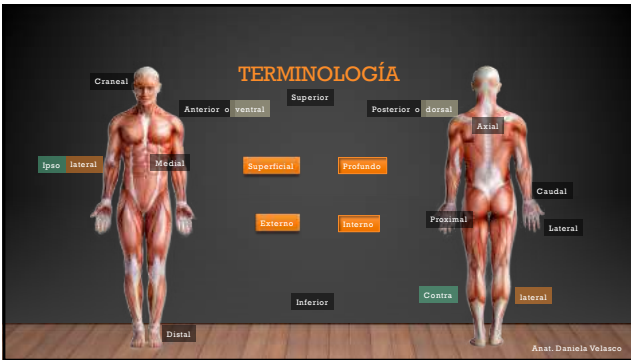 TERMINOLOGÍA
Craneal
Superior
Anterior o ventral
Posterior o dorsal
Axial
Ipso lateral
Medial
Superficial
Profundo
Caudal
Proximal
Lateral
Externo
Interno
Contra lateral
Inferior
Distal
Anat. Daniela Velasco